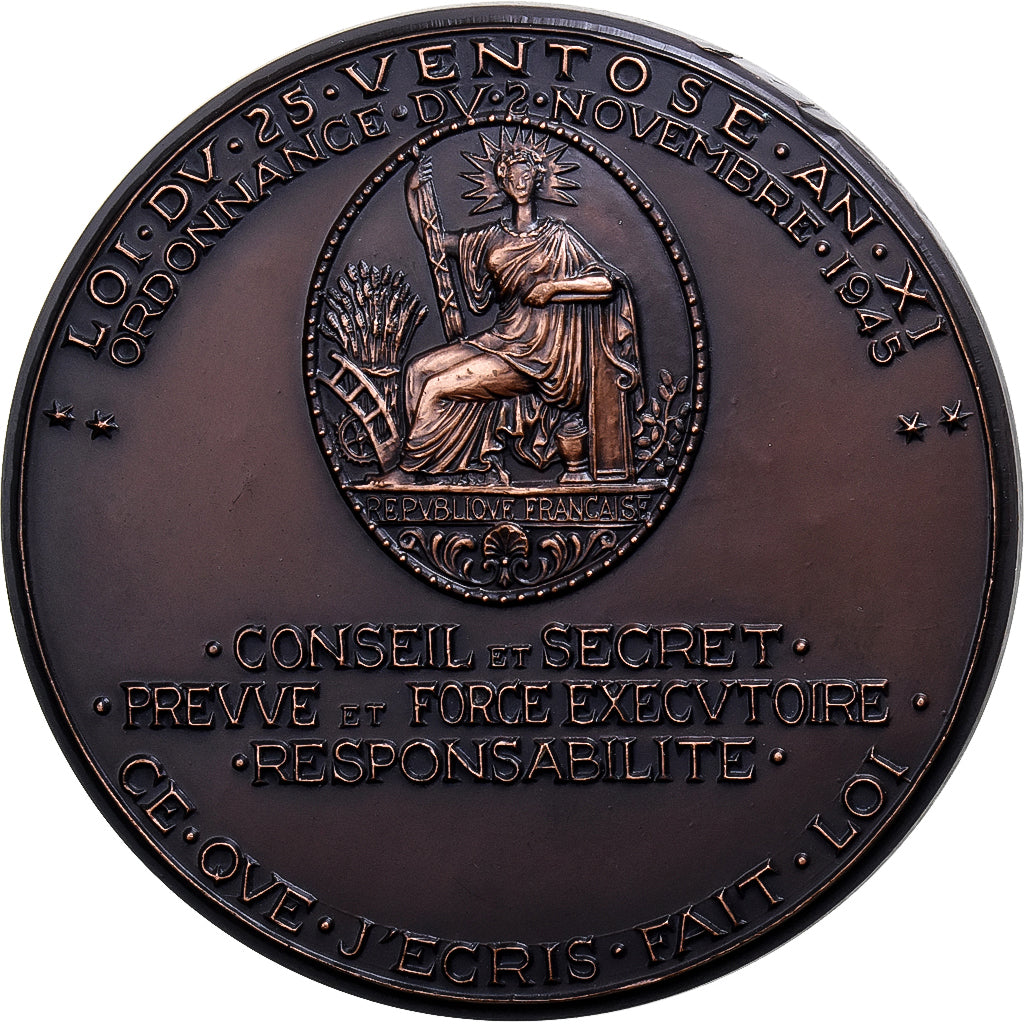 LOI · DV · 25 · VENTOSE · AN · XI
ORDONNANCE · DV · 2 · NOVEMBRE · 1945
REPVBLIQVE FRANCAISE
· CONSEIL ET SECRET ·
· PREVVE ET FORCE EXECVTOIRE ·
· RESPONSABILITE ·
CE · QVE · J'ECRIS · FAIT · LOI